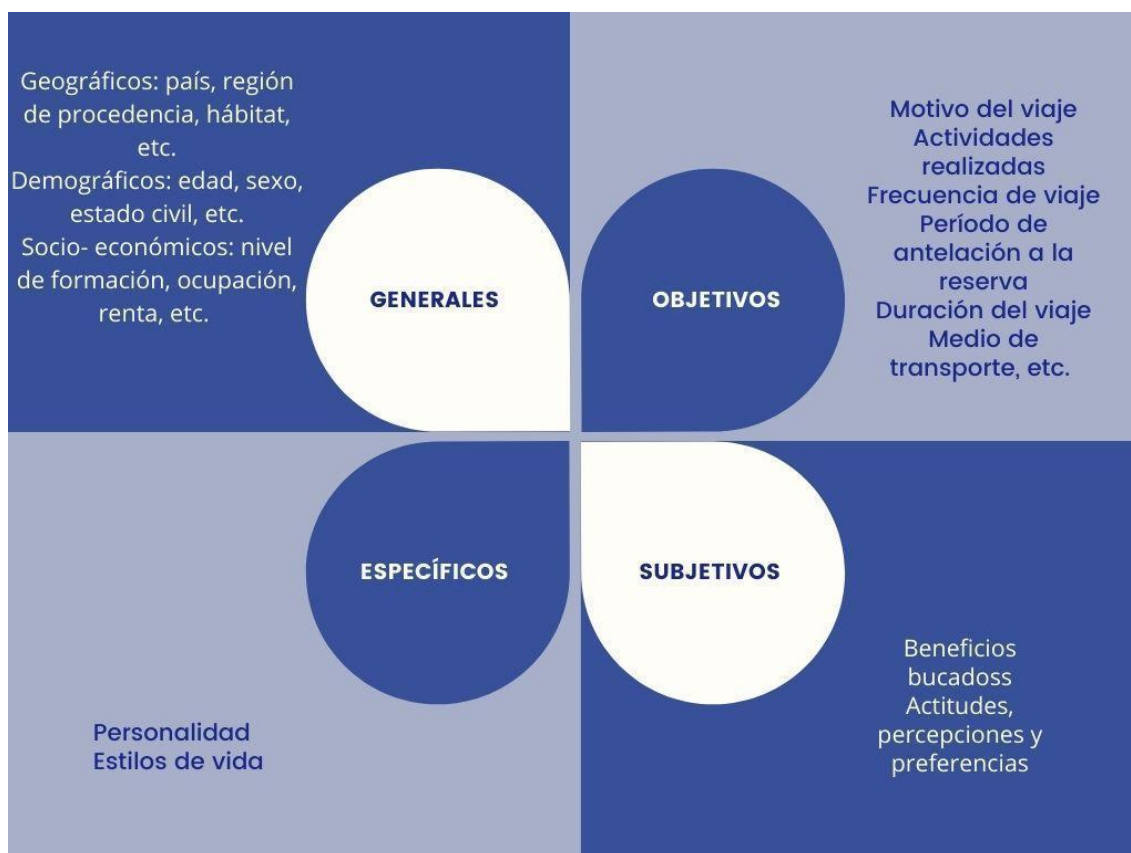 Geográficos: país, región
de procedencia, hábitat,
etc.
Demográficos: edad, sexo,
estado civil, etc.
Socio- económicos: nivel
de formación, ocupación,
renta, etc.
GENERALES
OBJETIVOS
Motivo del viaje
Actividades
realizadas
Frecuencia de viaje
Período de
antelación a la
reserva
Duración del viaje
Medio de
transporte, etc.
ESPECÍFICOS
SUBJETIVOS
Personalidad
Estilos de vida
Beneficios
bucadoss
Actitudes,
percepciones y
preferencias